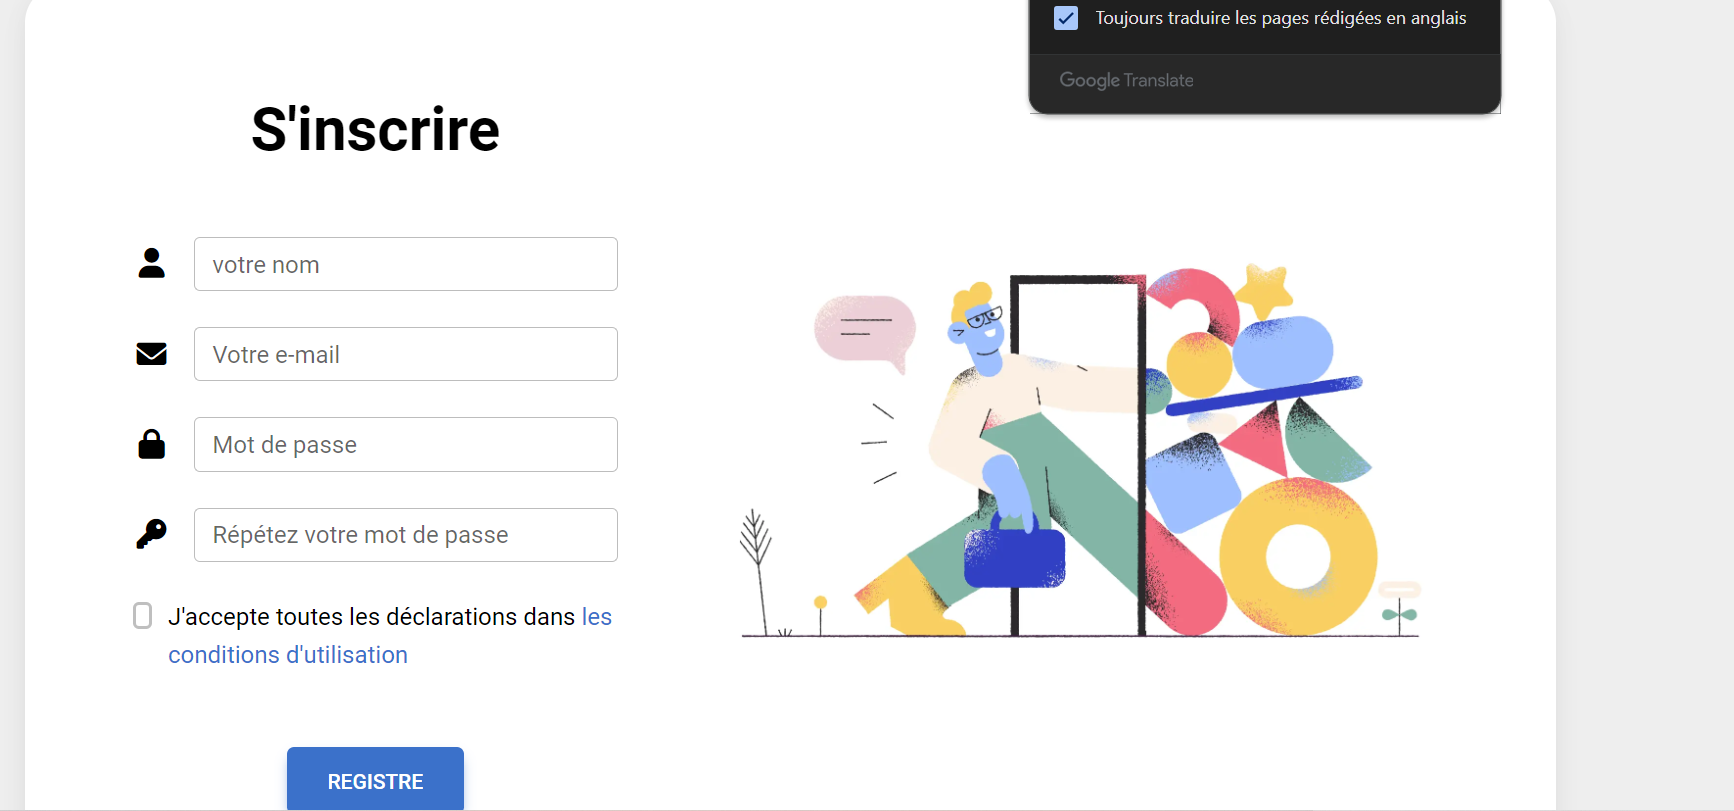 Toujours traduire les pages rédigées en anglais
Google Translate
S'inscrire
votre nom
Votre e-mail
Mot de passe
Répétez votre mot de passe
J'accepte toutes les déclarations dans les
conditions d'utilisation
REGISTRE